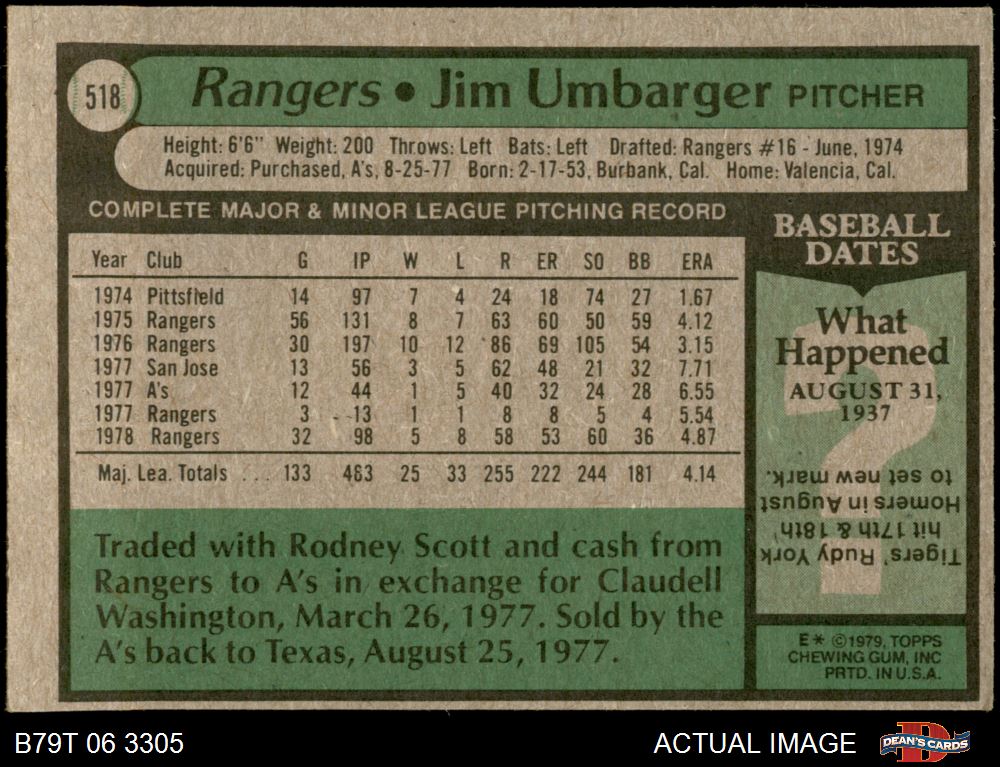 518
Rangers • Jim Umbarger PITCHER
Height: 6'6" Weight: 200 Throws: Left Bats: Left Drafted: Rangers #16 - June, 1974
Acquired: Purchased, A's, 8-25-77 Born: 2-17-53, Burbank, Cal. Home: Valencia, Cal.
COMPLETE MAJOR & MINOR LEAGUE PITCHING RECORD
Year Club G IP W L R ER SO BB ERA
1974 Pittsfield 14 97 7 4 24 18 74 27 1.67
1975 Rangers 56 131 8 7 63 60 50 59 4.12
1976 Rangers 30 197 10 12 86 69 105 54 3.15
1977 San Jose 13 56 3 5 62 48 21 32 7.71
1977 A's 12 44 1 5 40 32 24 28 6.55
1977 Rangers 3 13 1 1 8 8 5 4 5.54
1978 Rangers 32 98 5 8 58 53 60 36 4.87
Maj. Lea. Totals ... 133 483 25 33 255 222 244 181 4.14
Traded with Rodney Scott and cash from
Rangers to A's in exchange for Claudell
Washington, March 26, 1977. Sold by the
A's back to Texas, August 25, 1977.
BASEBALL
DATES
What
Happened
AUGUST 31,
1937
?
Tigers' Rudy York
hit 17th & 18th
Homers in August
to set new mark.
E* ©1979, TOPPS
CHEWING GUM, INC
PRTD. IN U.S.A.
B79T 06 3305
ACTUAL IMAGE
D
DEAN'S CARDS